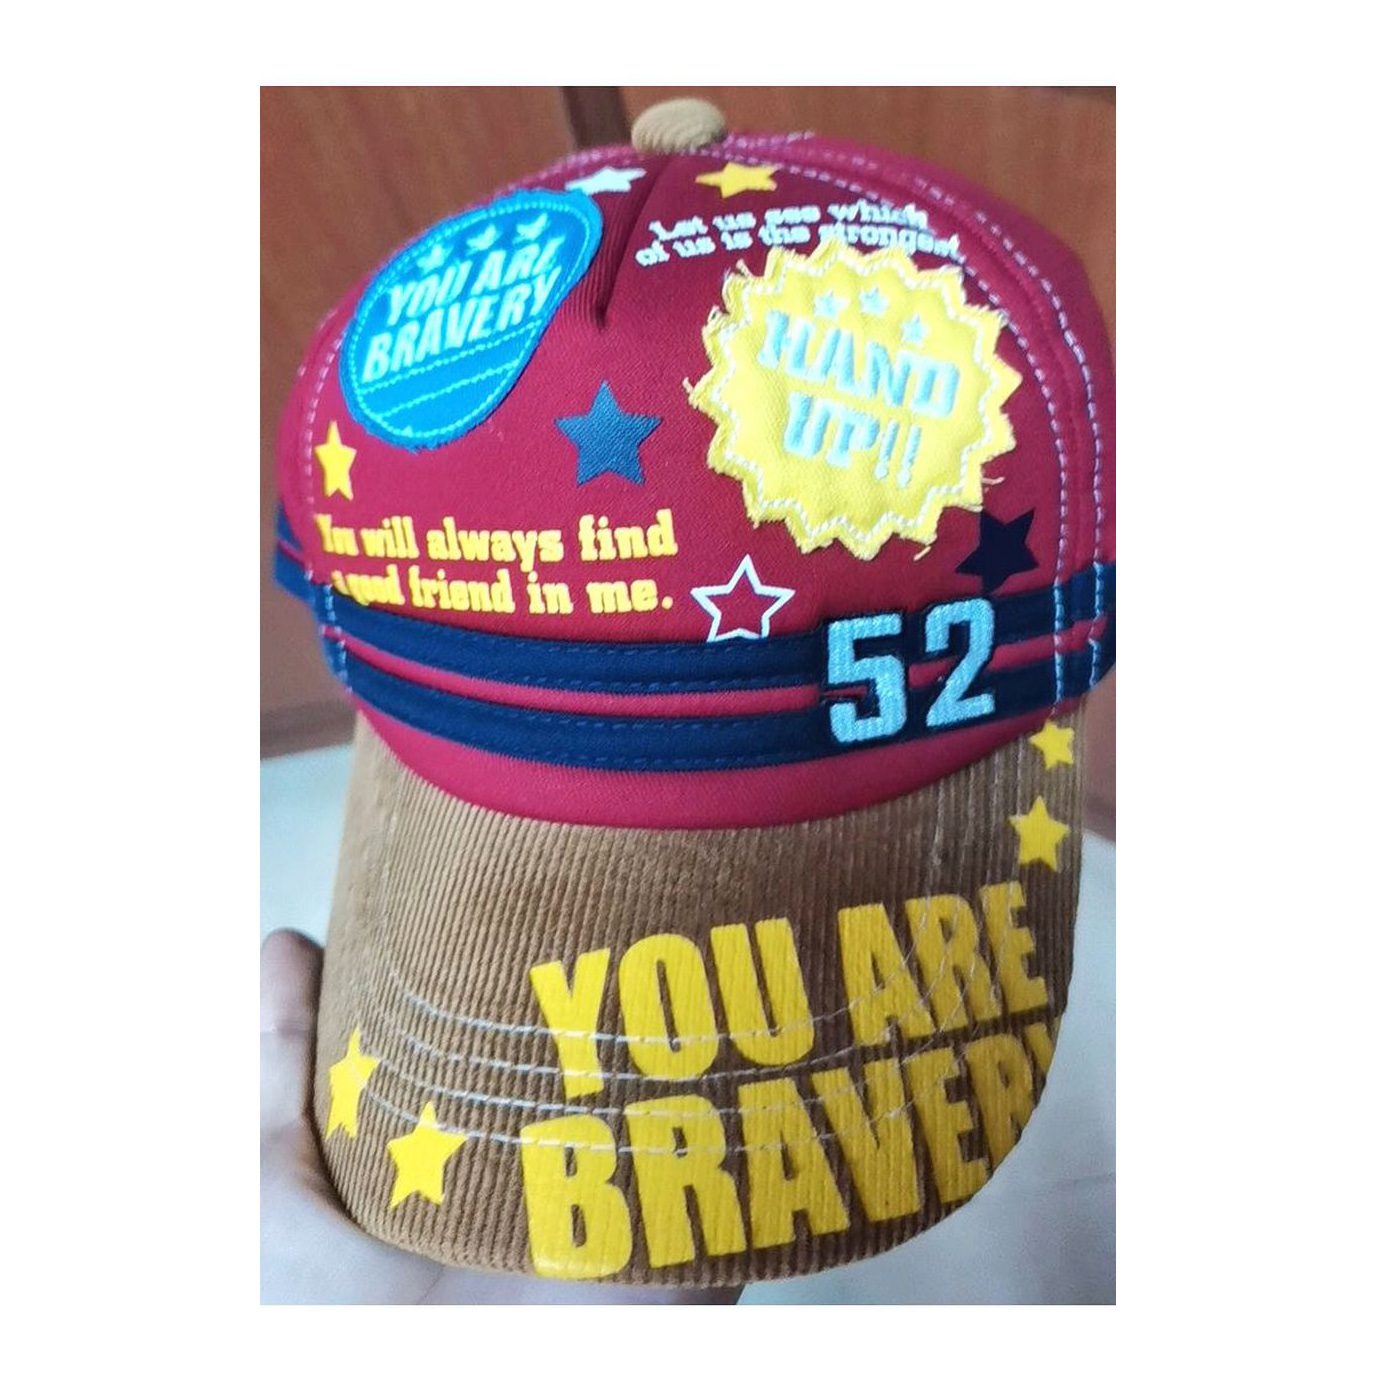 Let us see which
of us is the strongest
YOU ARE
BRAVERY
HAND
UP!!
You will always find
a good friend in me.
52
YOU ARE
BRAVERY